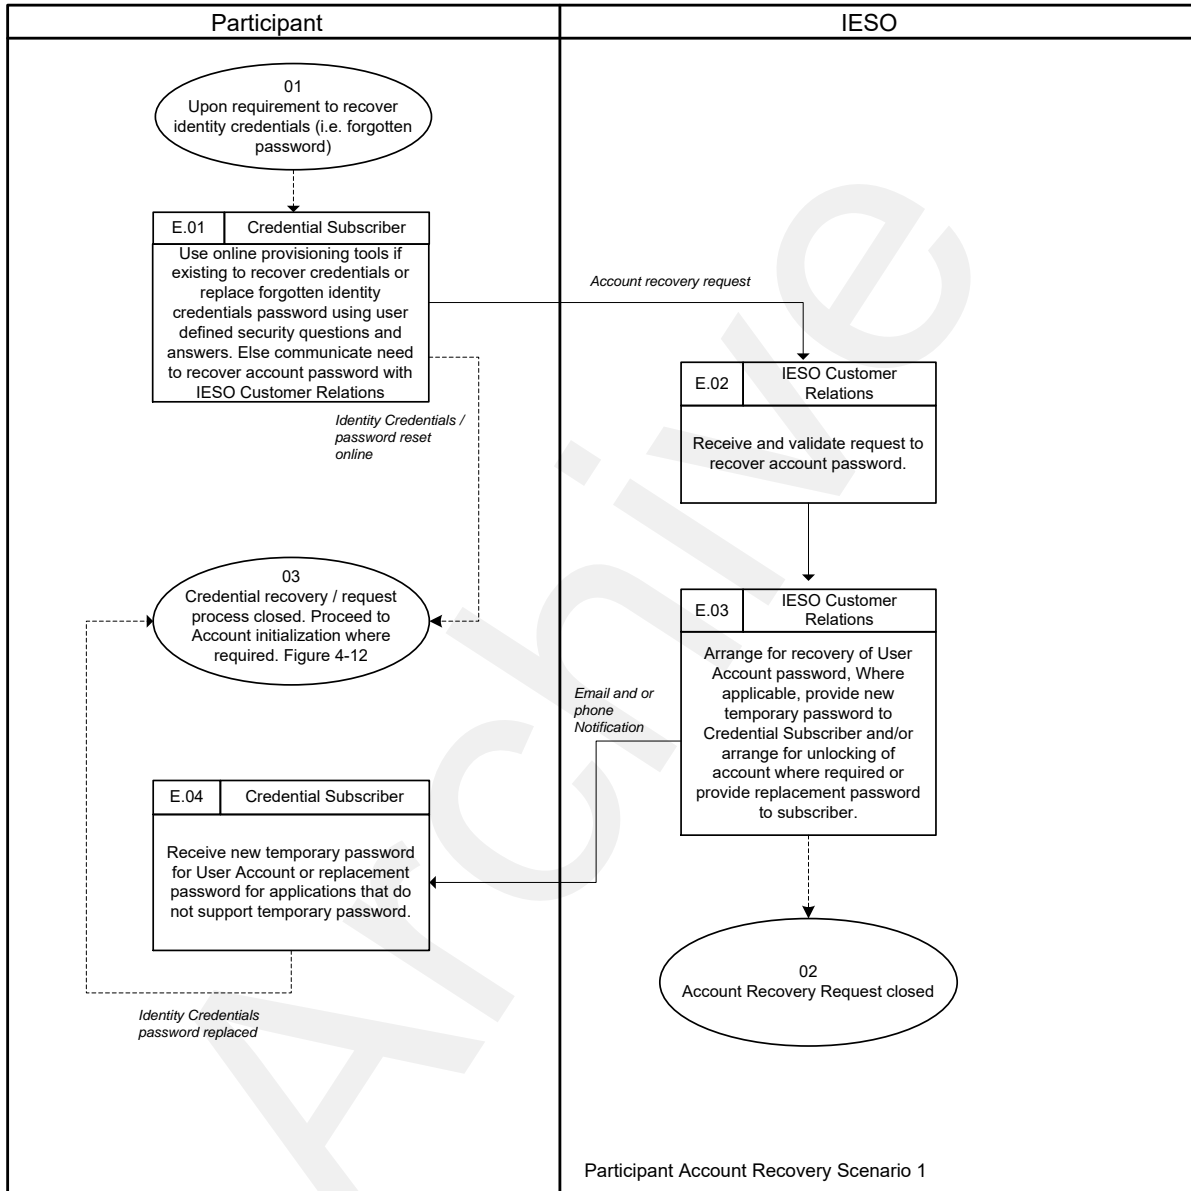 Participant
IESO
01
Upon requirement to recover
identity credentials (i.e. forgotten
password)
E.01
Credential Subscriber
Use online provisioning tools if
existing to recover credentials or
replace forgotten identity
credentials password using user
defined security questions and
answers. Else communicate need
to recover account password with
IESO Customer Relations
Account recovery request
Identity Credentials /
password reset
online
E.02
IESO Customer
Relations
Receive and validate request to
recover account password.
03
Credential recovery / request
process closed. Proceed to
Account initialization where
required. Figure 4-12
E.03
IESO Customer
Relations
Arrange for recovery of User
Account password, Where
applicable, provide new
temporary password to
Credential Subscriber and/or
arrange for unlocking of
account where required or
provide replacement password
to subscriber.
Email and or
phone
Notification
E.04
Credential Subscriber
Receive new temporary password
for User Account or replacement
password for applications that do
not support temporary password.
Identity Credentials
password replaced
02
Account Recovery Request closed
Participant Account Recovery Scenario 1
Archive